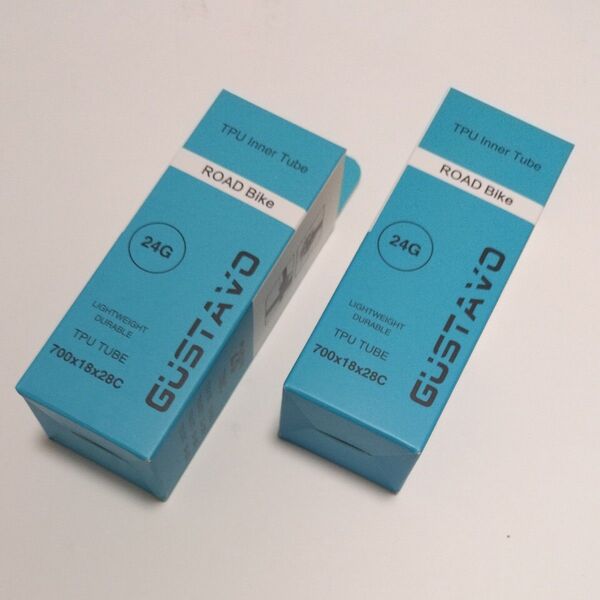 TPU Inner Tube
ROAD Bike
24G
GUSTAVO
LIGHTWEIGHT
DURABLE
TPU TUBE
700x18x28C
TPU Inner Tube
ROAD Bike
24G
GUSTAVO
LIGHTWEIGHT
DURABLE
TPU TUBE
700x18x28C